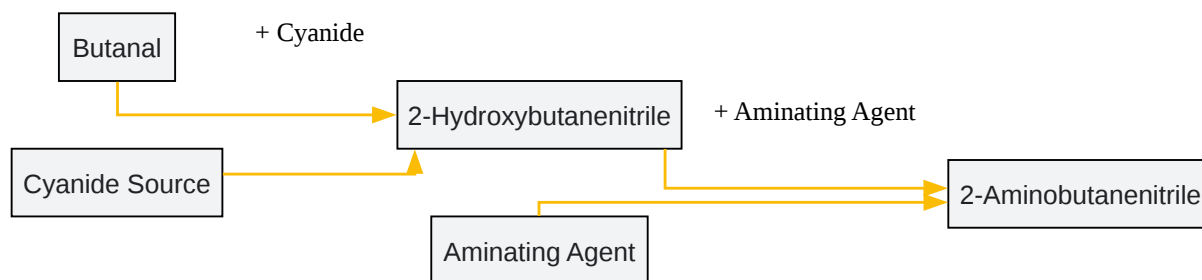 Butanal
+ Cyanide
2-Hydroxybutanenitrile
+ Aminating Agent
Cyanide Source
2-Aminobutanenitrile
Aminating Agent